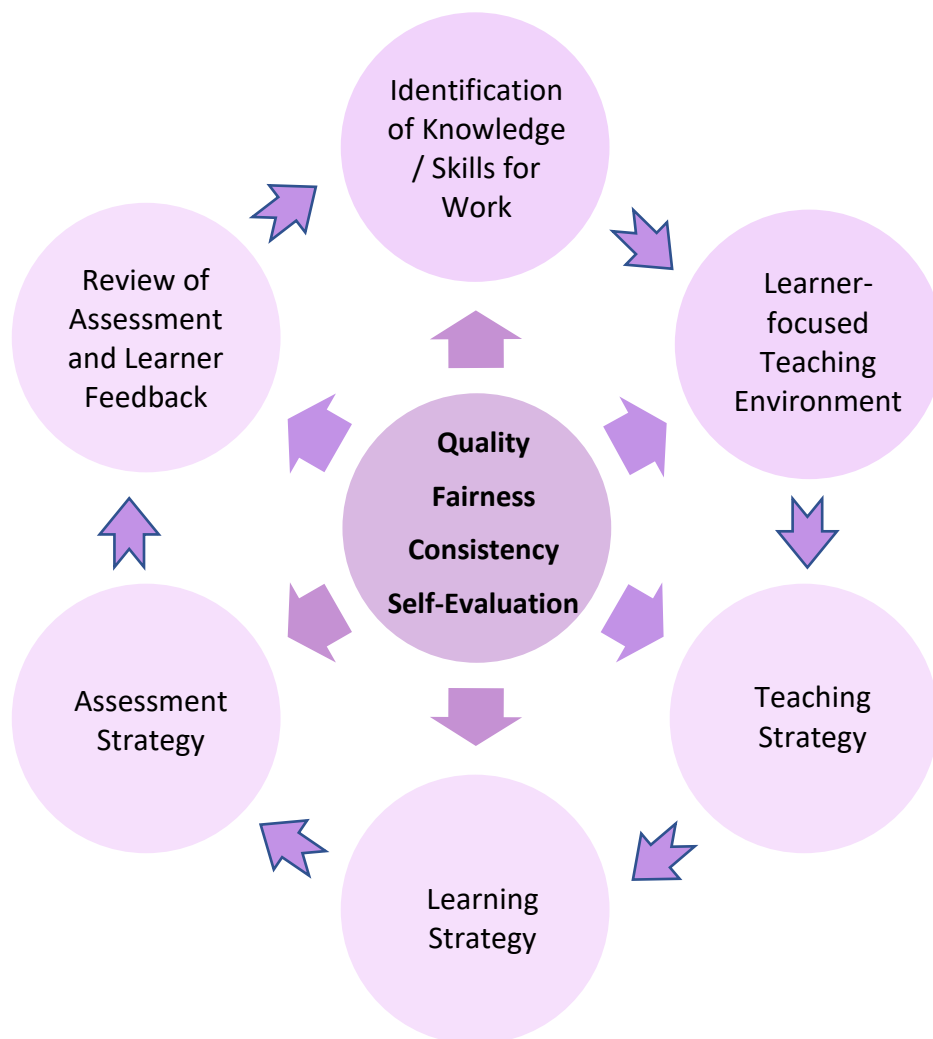 Identification
of Knowledge
/ Skills for
Work
Learner-
focused
Teaching
Environment
Teaching
Strategy
Learning
Strategy
Assessment
Strategy
Review of
Assessment
and Learner
Feedback
Quality
Fairness
Consistency
Self-Evaluation